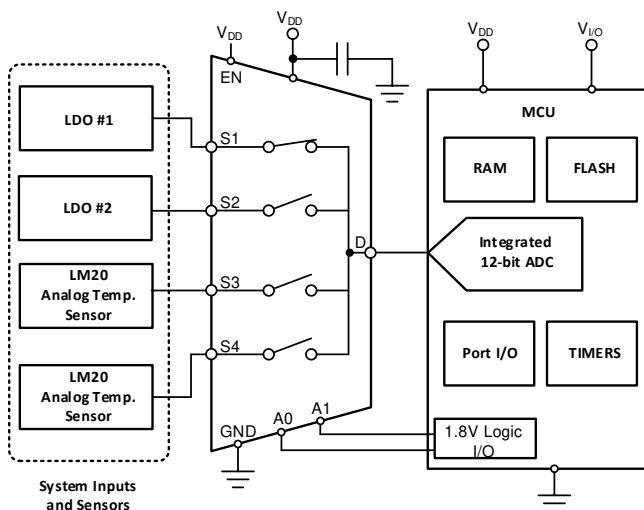 VDD
VDD
EN
LDO #1
S1
LDO #2
S2
LM20
Analog Temp.
Sensor
S3
LM20
Analog Temp.
Sensor
S4
D
GND
A0
A1
System Inputs
and Sensors
VDD
VI/O
MCU
RAM
FLASH
Integrated
12-bit ADC
Port I/O
TIMERS
1.8V Logic
I/O